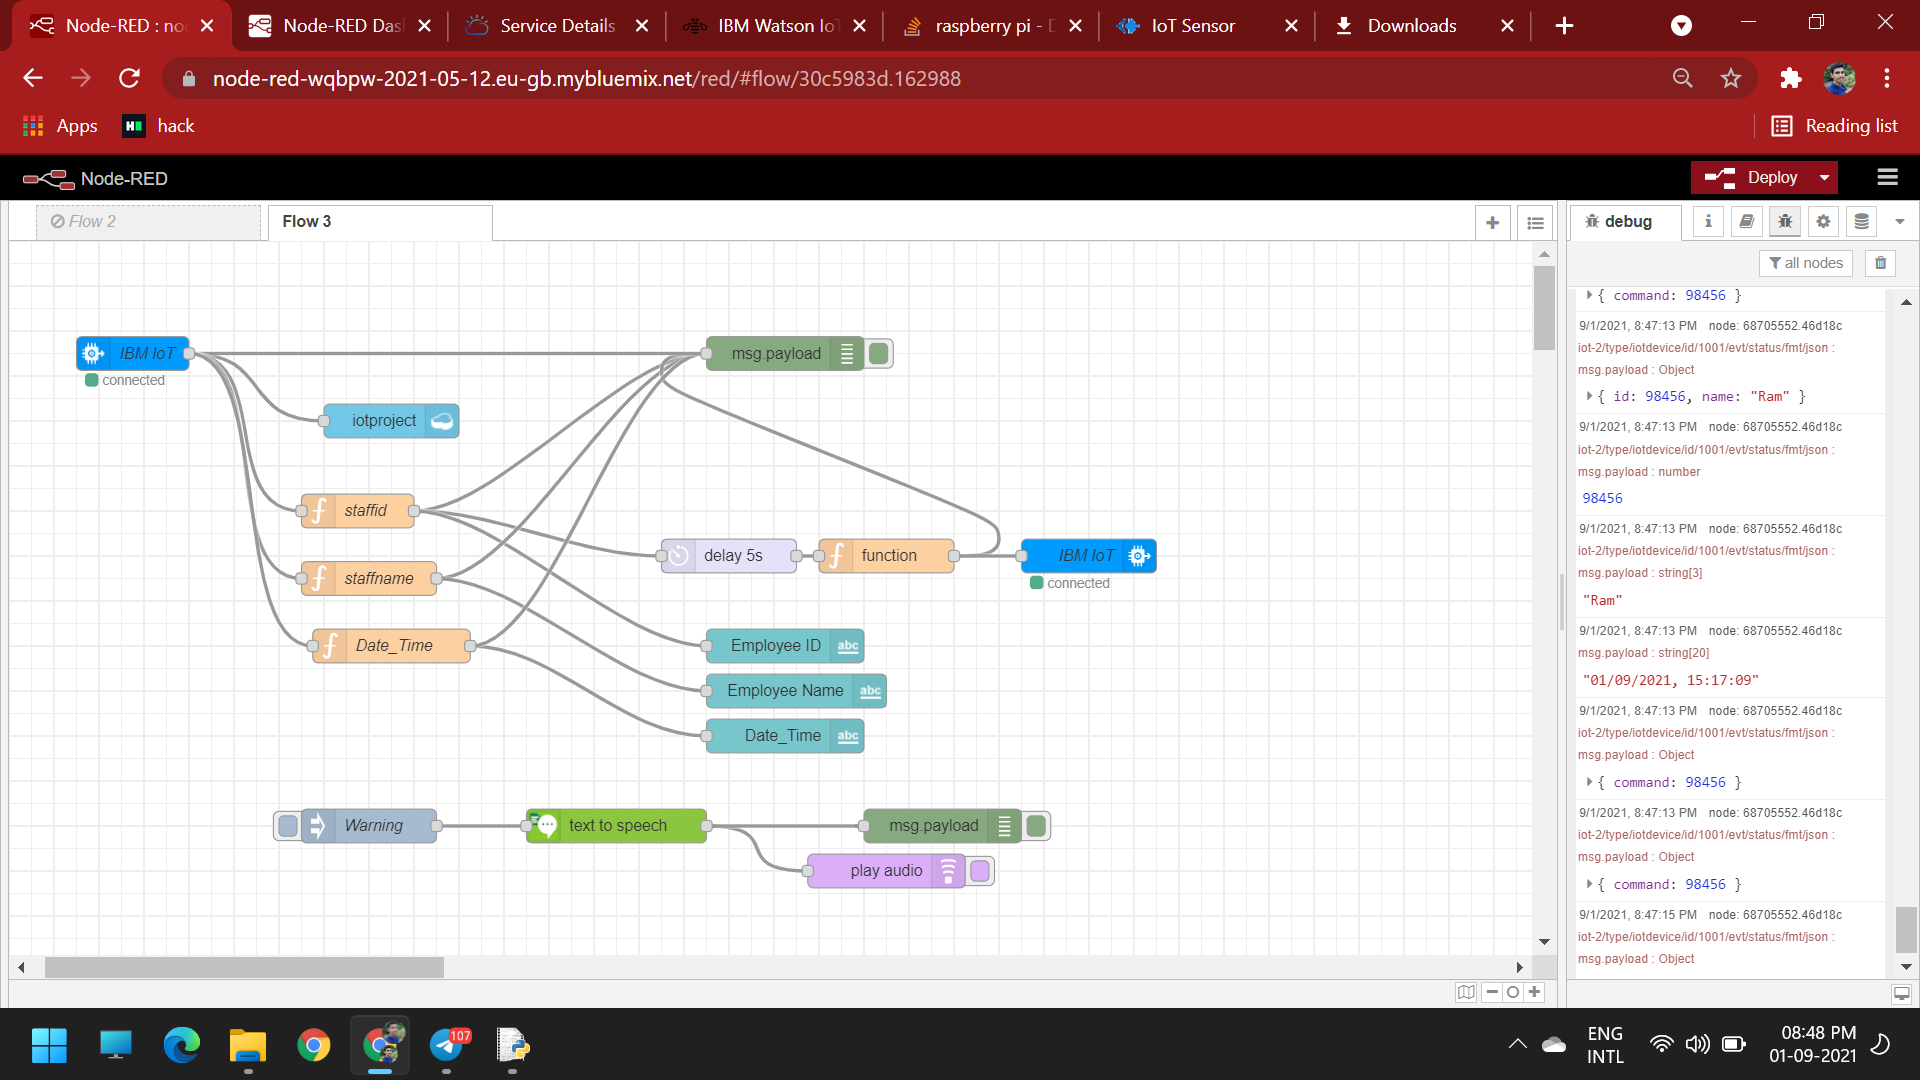 Node-RED : no
Node-RED Das
Service Details
IBM Watson IoT
raspberry pi - D
IoT Sensor
Downloads
node-red-wqbpw-2021-05-12.eu-gb.mybluemix.net/red/#flow/30c5983d.162988
Apps
hack
Reading list
Node-RED
Deploy
Flow 2
Flow 3
debug
all nodes
IBM IoT
connected
msg.payload
iotproject
staffid
staffname
Date_Time
delay 5s
function
IBM IoT
connected
Employee ID
abc
Employee Name
abc
Date_Time
abc
Warning
text to speech
msg.payload
play audio
{ command: 98456 }
9/1/2021, 8:47:13 PM node: 68705552.46d18c
iot-2/type/iotdevice/id/1001/evt/status/fmt/json :
msg.payload : Object
{ id: 98456, name: "Ram" }
9/1/2021, 8:47:13 PM node: 68705552.46d18c
iot-2/type/iotdevice/id/1001/evt/status/fmt/json :
msg.payload : number
98456
9/1/2021, 8:47:13 PM node: 68705552.46d18c
iot-2/type/iotdevice/id/1001/evt/status/fmt/json :
msg.payload : string[3]
"Ram"
9/1/2021, 8:47:13 PM node: 68705552.46d18c
msg.payload : string[20]
"01/09/2021, 15:17:09"
9/1/2021, 8:47:13 PM node: 68705552.46d18c
iot-2/type/iotdevice/id/1001/evt/status/fmt/json :
msg.payload : Object
{ command: 98456 }
9/1/2021, 8:47:13 PM node: 68705552.46d18c
iot-2/type/iotdevice/id/1001/evt/status/fmt/json :
msg.payload : Object
{ command: 98456 }
9/1/2021, 8:47:15 PM node: 68705552.46d18c
iot-2/type/iotdevice/id/1001/evt/status/fmt/json :
msg.payload : Object
107
ENG
INTL
08:48 PM
01-09-2021